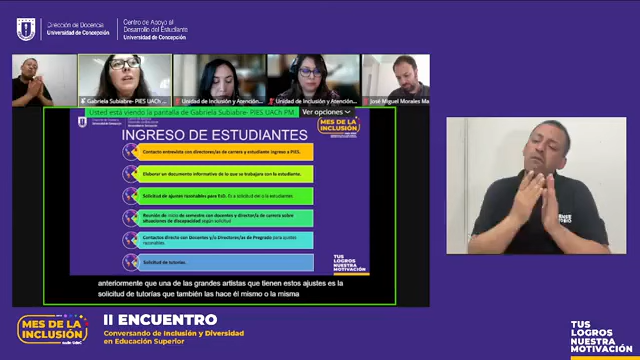 Dirección de Docencia
Universidad de Concepción
Centro de Apoyo al
Desarrollo del Estudiante
Universidad de Concepción
Gabriela Subiabre- PIES UACh ...
Unidad de Inclusión y Atención...
Unidad de Inclusión y Atención...
José Miguel Morales Ma
Usted está viendo la pantalla de Gabriela Subiabre- PIES UACh PM
Ver opciones
MES DE LA
INCLUSIÓN
INGRESO DE ESTUDIANTES
Contacto entrevista con directores/as de carrera y estudiante ingreso a PIES.
Elaborar un documento informativo de lo que se trabajara con la estudiante.
Solicitud de ajustes razonables para EsD.
Reunión de inicio de semestre con docentes y director/a de carrera sobre
situaciones de discapacidad según solicitud
Contactos directo con Docentes y/o Directores/as de Pregrado para ajustes
razonables.
Solicitud de tutorías.
TUS
LOGROS
NUESTRA
MOTIVACIÓN
anteriormente que una de las grandes artistas que tienen estos ajustes es la
solicitud de tutorías que también las hace él mismo o la misma
MES DE LA
INCLUSIÓN
II ENCUENTRO
Conversando de Inclusión y Diversidad
en Educación Superior
TUS
LOGROS
NUESTRA
MOTIVACIÓN